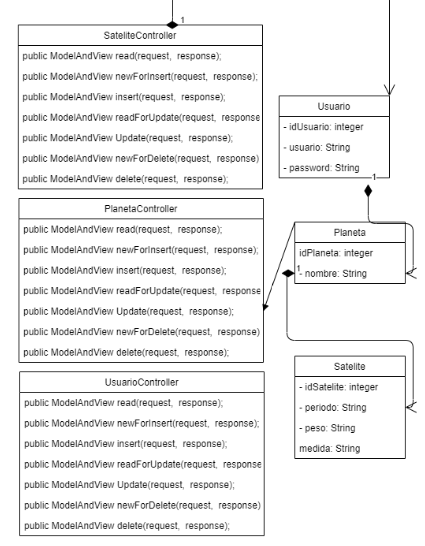 1
SateliteController
public ModelAndView read(request, response);
public ModelAndView newForInsert(request, response);
public ModelAndView insert(request, response);
public ModelAndView readForUpdate(request, response
public ModelAndView Update(request, response);
public ModelAndView newForDelete(request, response)
public ModelAndView delete(request, response);
Usuario
- idUsuario: integer
- usuario: String
- password: String
1
PlanetaController
public ModelAndView read(request, response);
public ModelAndView newForInsert(request, response);
public ModelAndView insert(request, response);
public ModelAndView readForUpdate(request, response
public ModelAndView Update(request, response);
public ModelAndView newForDelete(request, response)
public ModelAndView delete(request, response);
Planeta
idPlaneta: integer
1
- nombre: String
Satelite
- idSatelite: integer
- periodo: String
- peso: String
medida: String
UsuarioController
public ModelAndView read(request, response);
public ModelAndView newForInsert(request, response);
public ModelAndView insert(request, response);
public ModelAndView readForUpdate(request, response
public ModelAndView Update(request, response);
public ModelAndView newForDelete(request, response)
public ModelAndView delete(request, response);